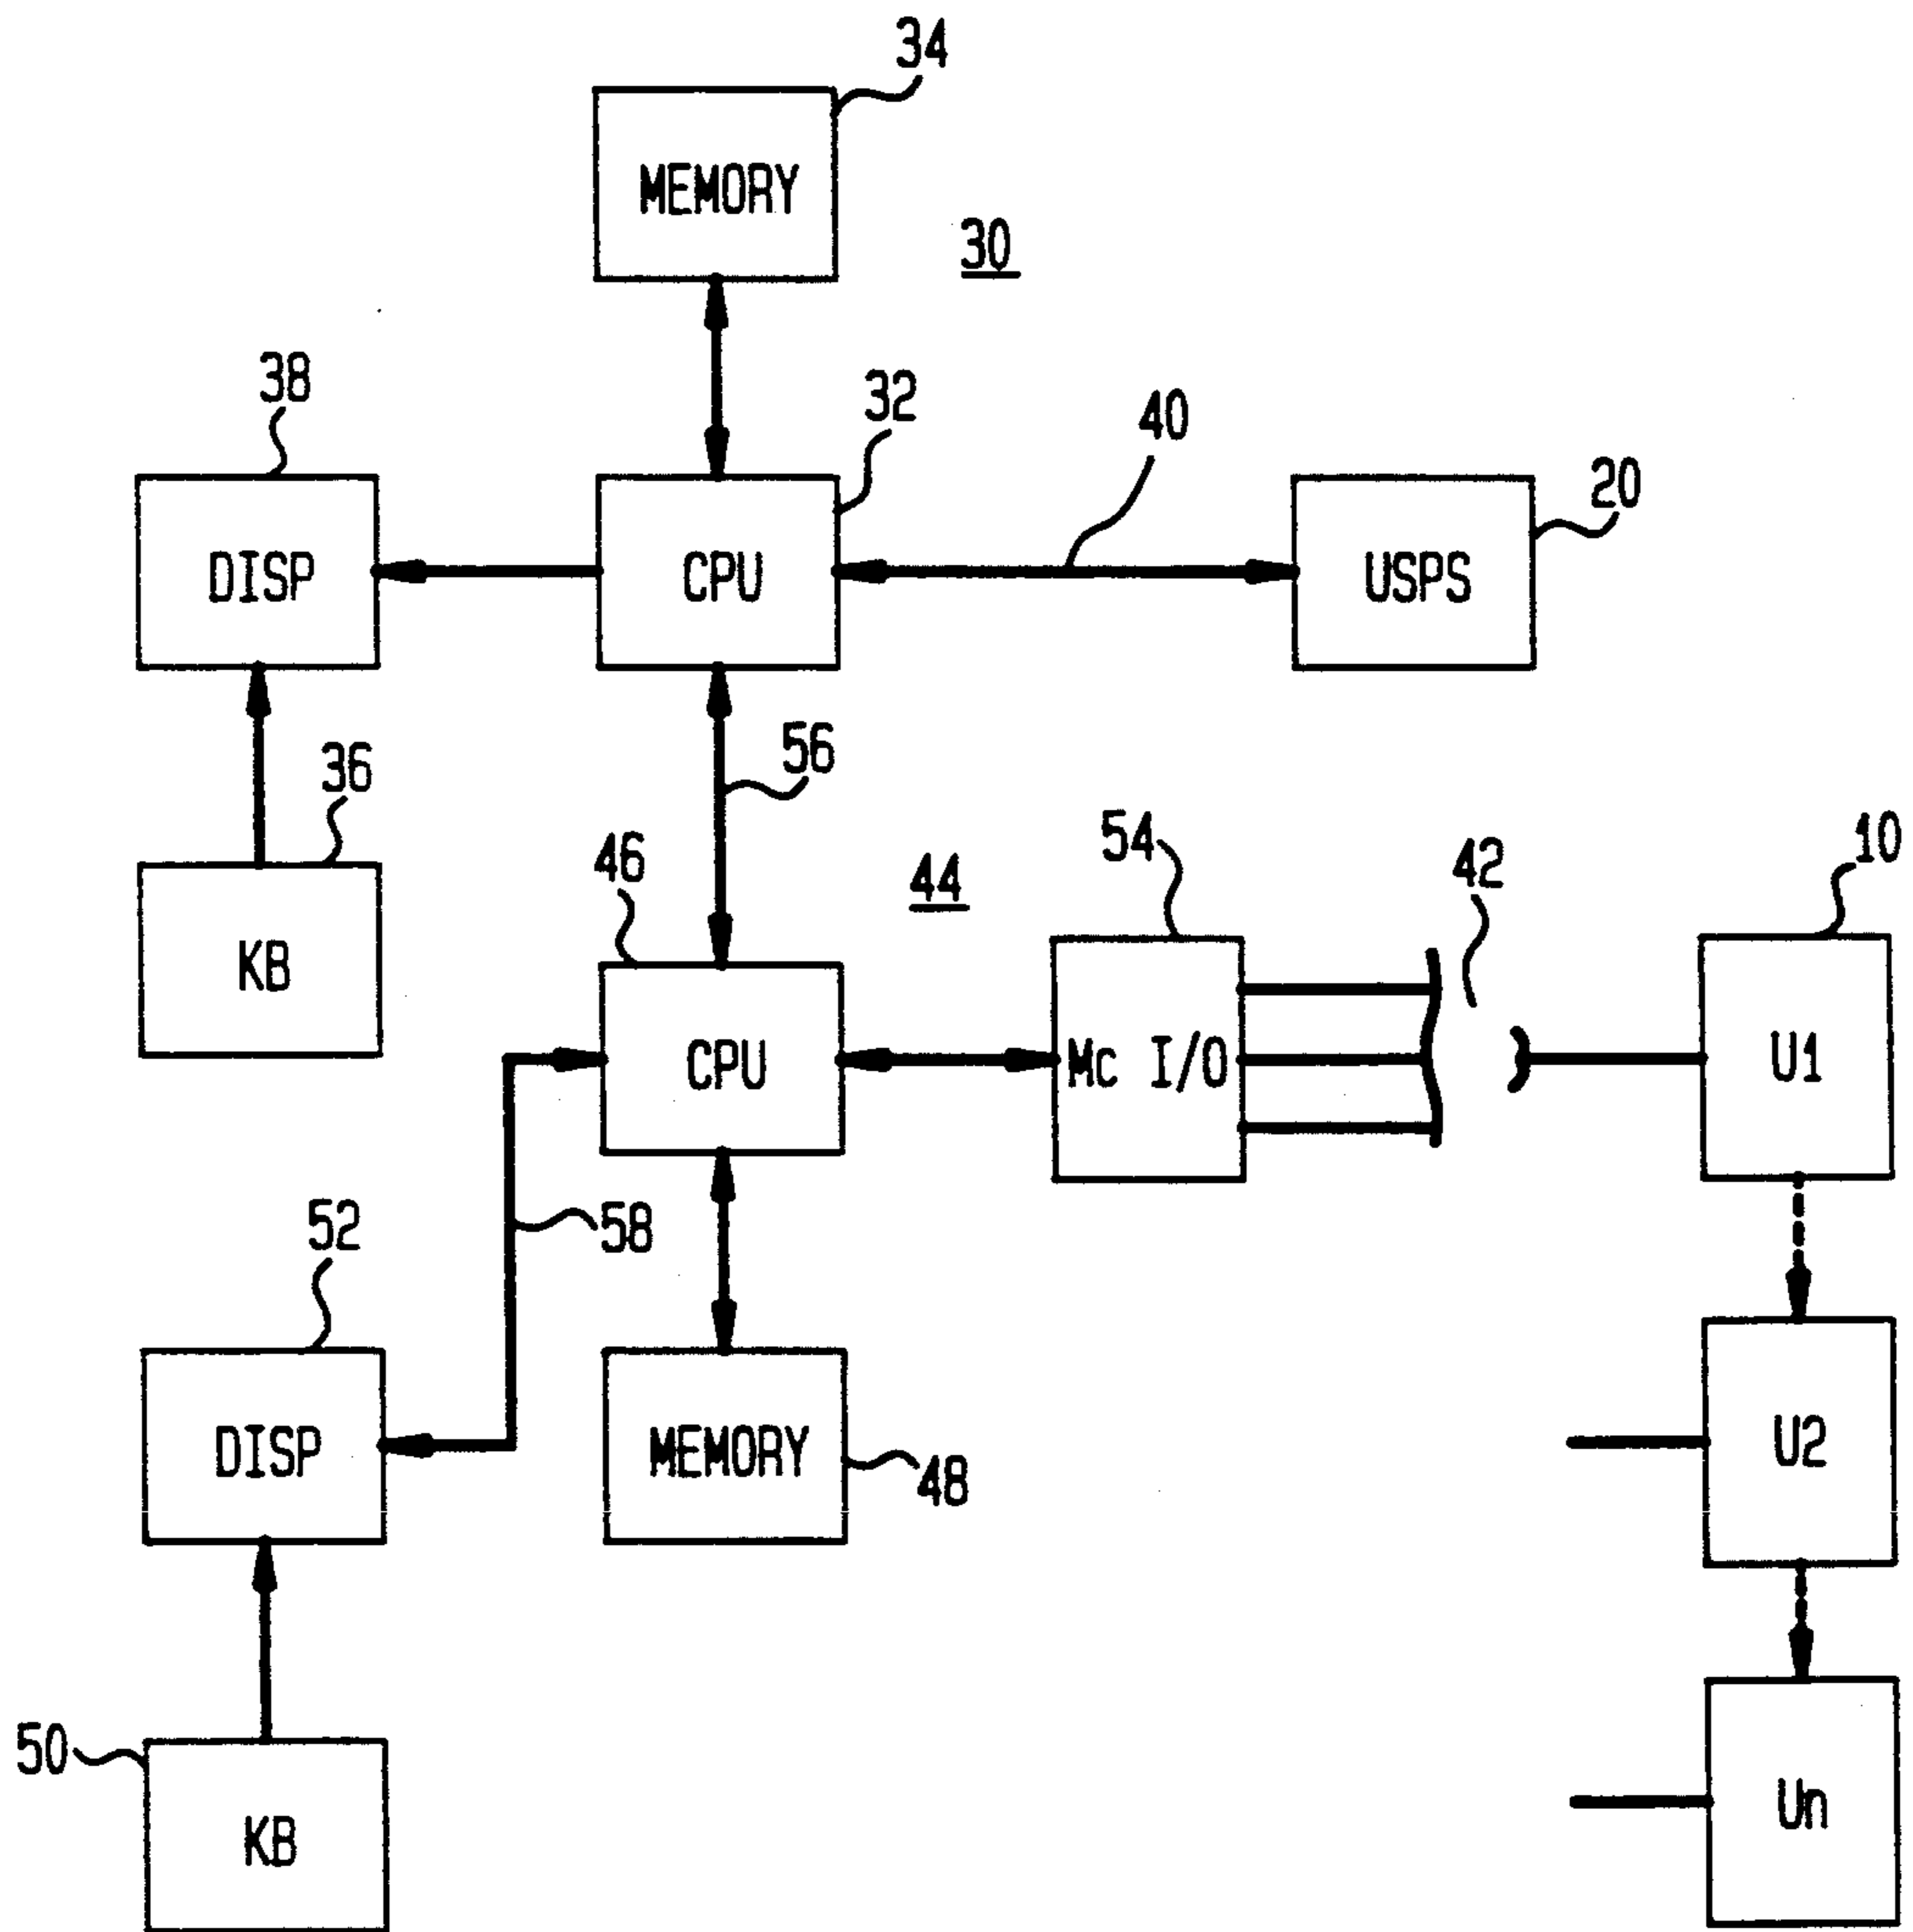 34
MEMORY
30
38
32
40
20
DISP
CPU
USPS
56
36
KB
46
44
54
42
10
CPU
Mc I/O
U1
52
58
DISP
MEMORY
48
U2
50
KB
Un